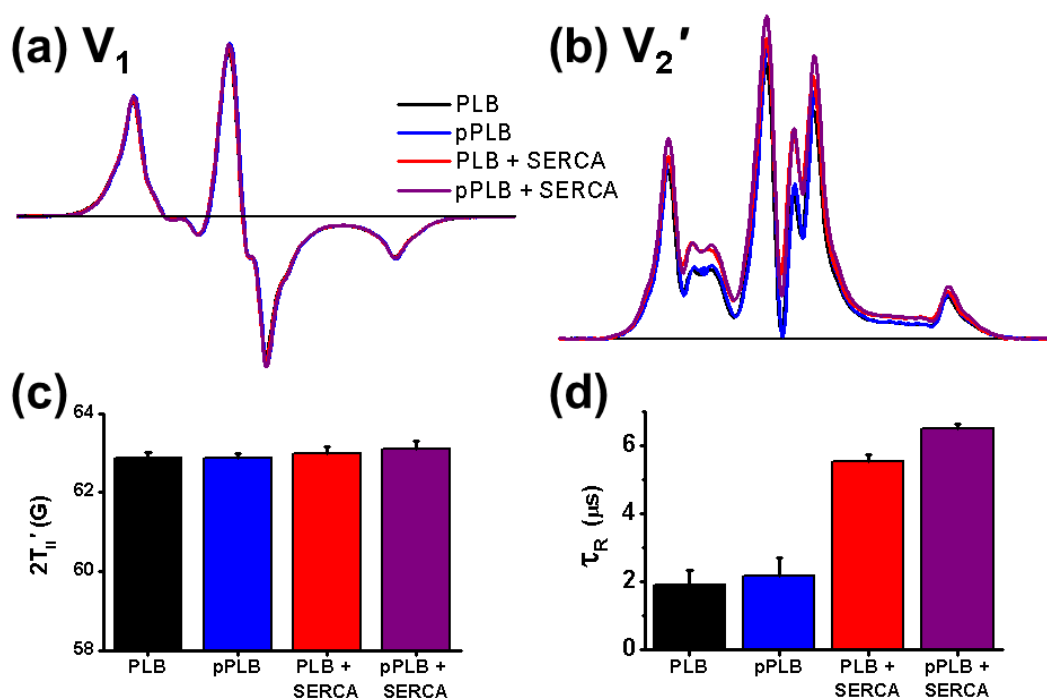 (a) V₁
(b) V₂′
PLB
pPLB
PLB + SERCA
pPLB + SERCA
(c)
64
62
60
58
2T||′ (G)
PLB
pPLB
PLB +
SERCA
pPLB +
SERCA
(d)
6
4
2
0
τR (μs)
PLB
pPLB
PLB +
SERCA
pPLB +
SERCA